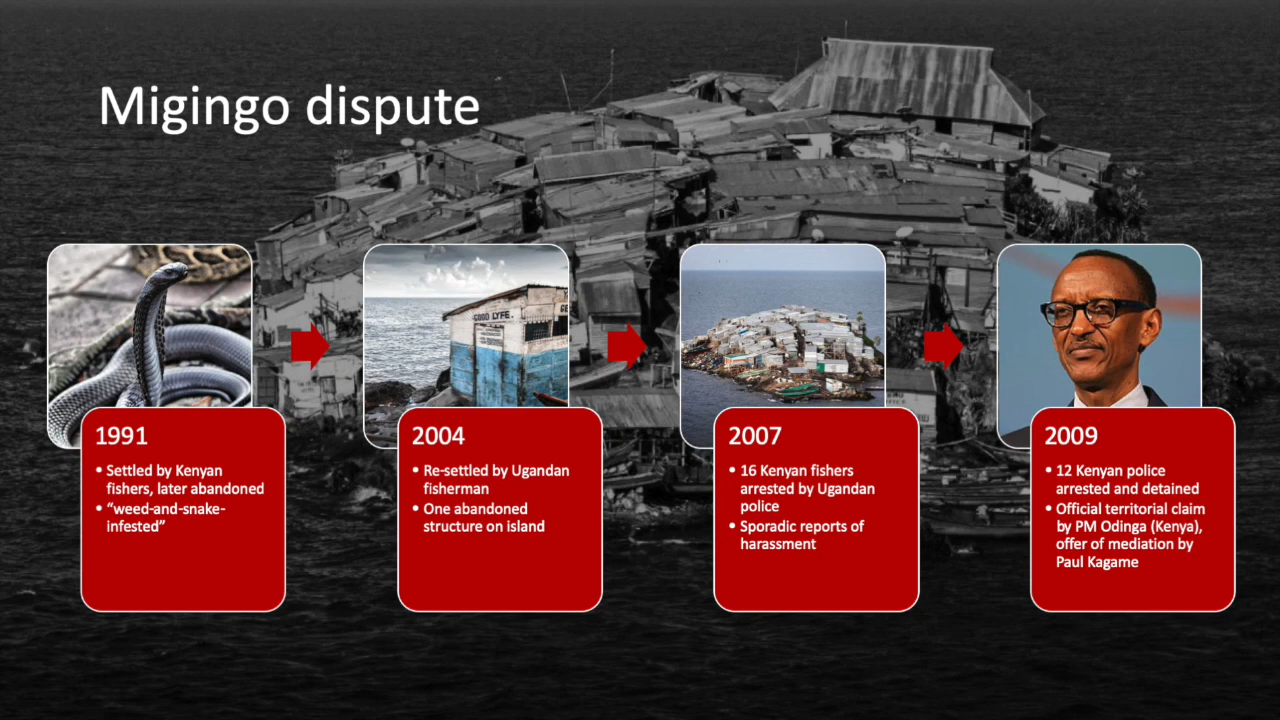 Migingo dispute
GOOD LYFE.
1991
• Settled by Kenyan
fishers, later abandoned
• “weed-and-snake-
infested”
2004
• Re-settled by Ugandan
fisherman
• One abandoned
structure on island
2007
• 16 Kenyan fishers
arrested by Ugandan
police
• Sporadic reports of
harassment
2009
• 12 Kenyan police
arrested and detained
• Official territorial claim
by PM Odinga (Kenya),
offer of mediation by
Paul Kagame